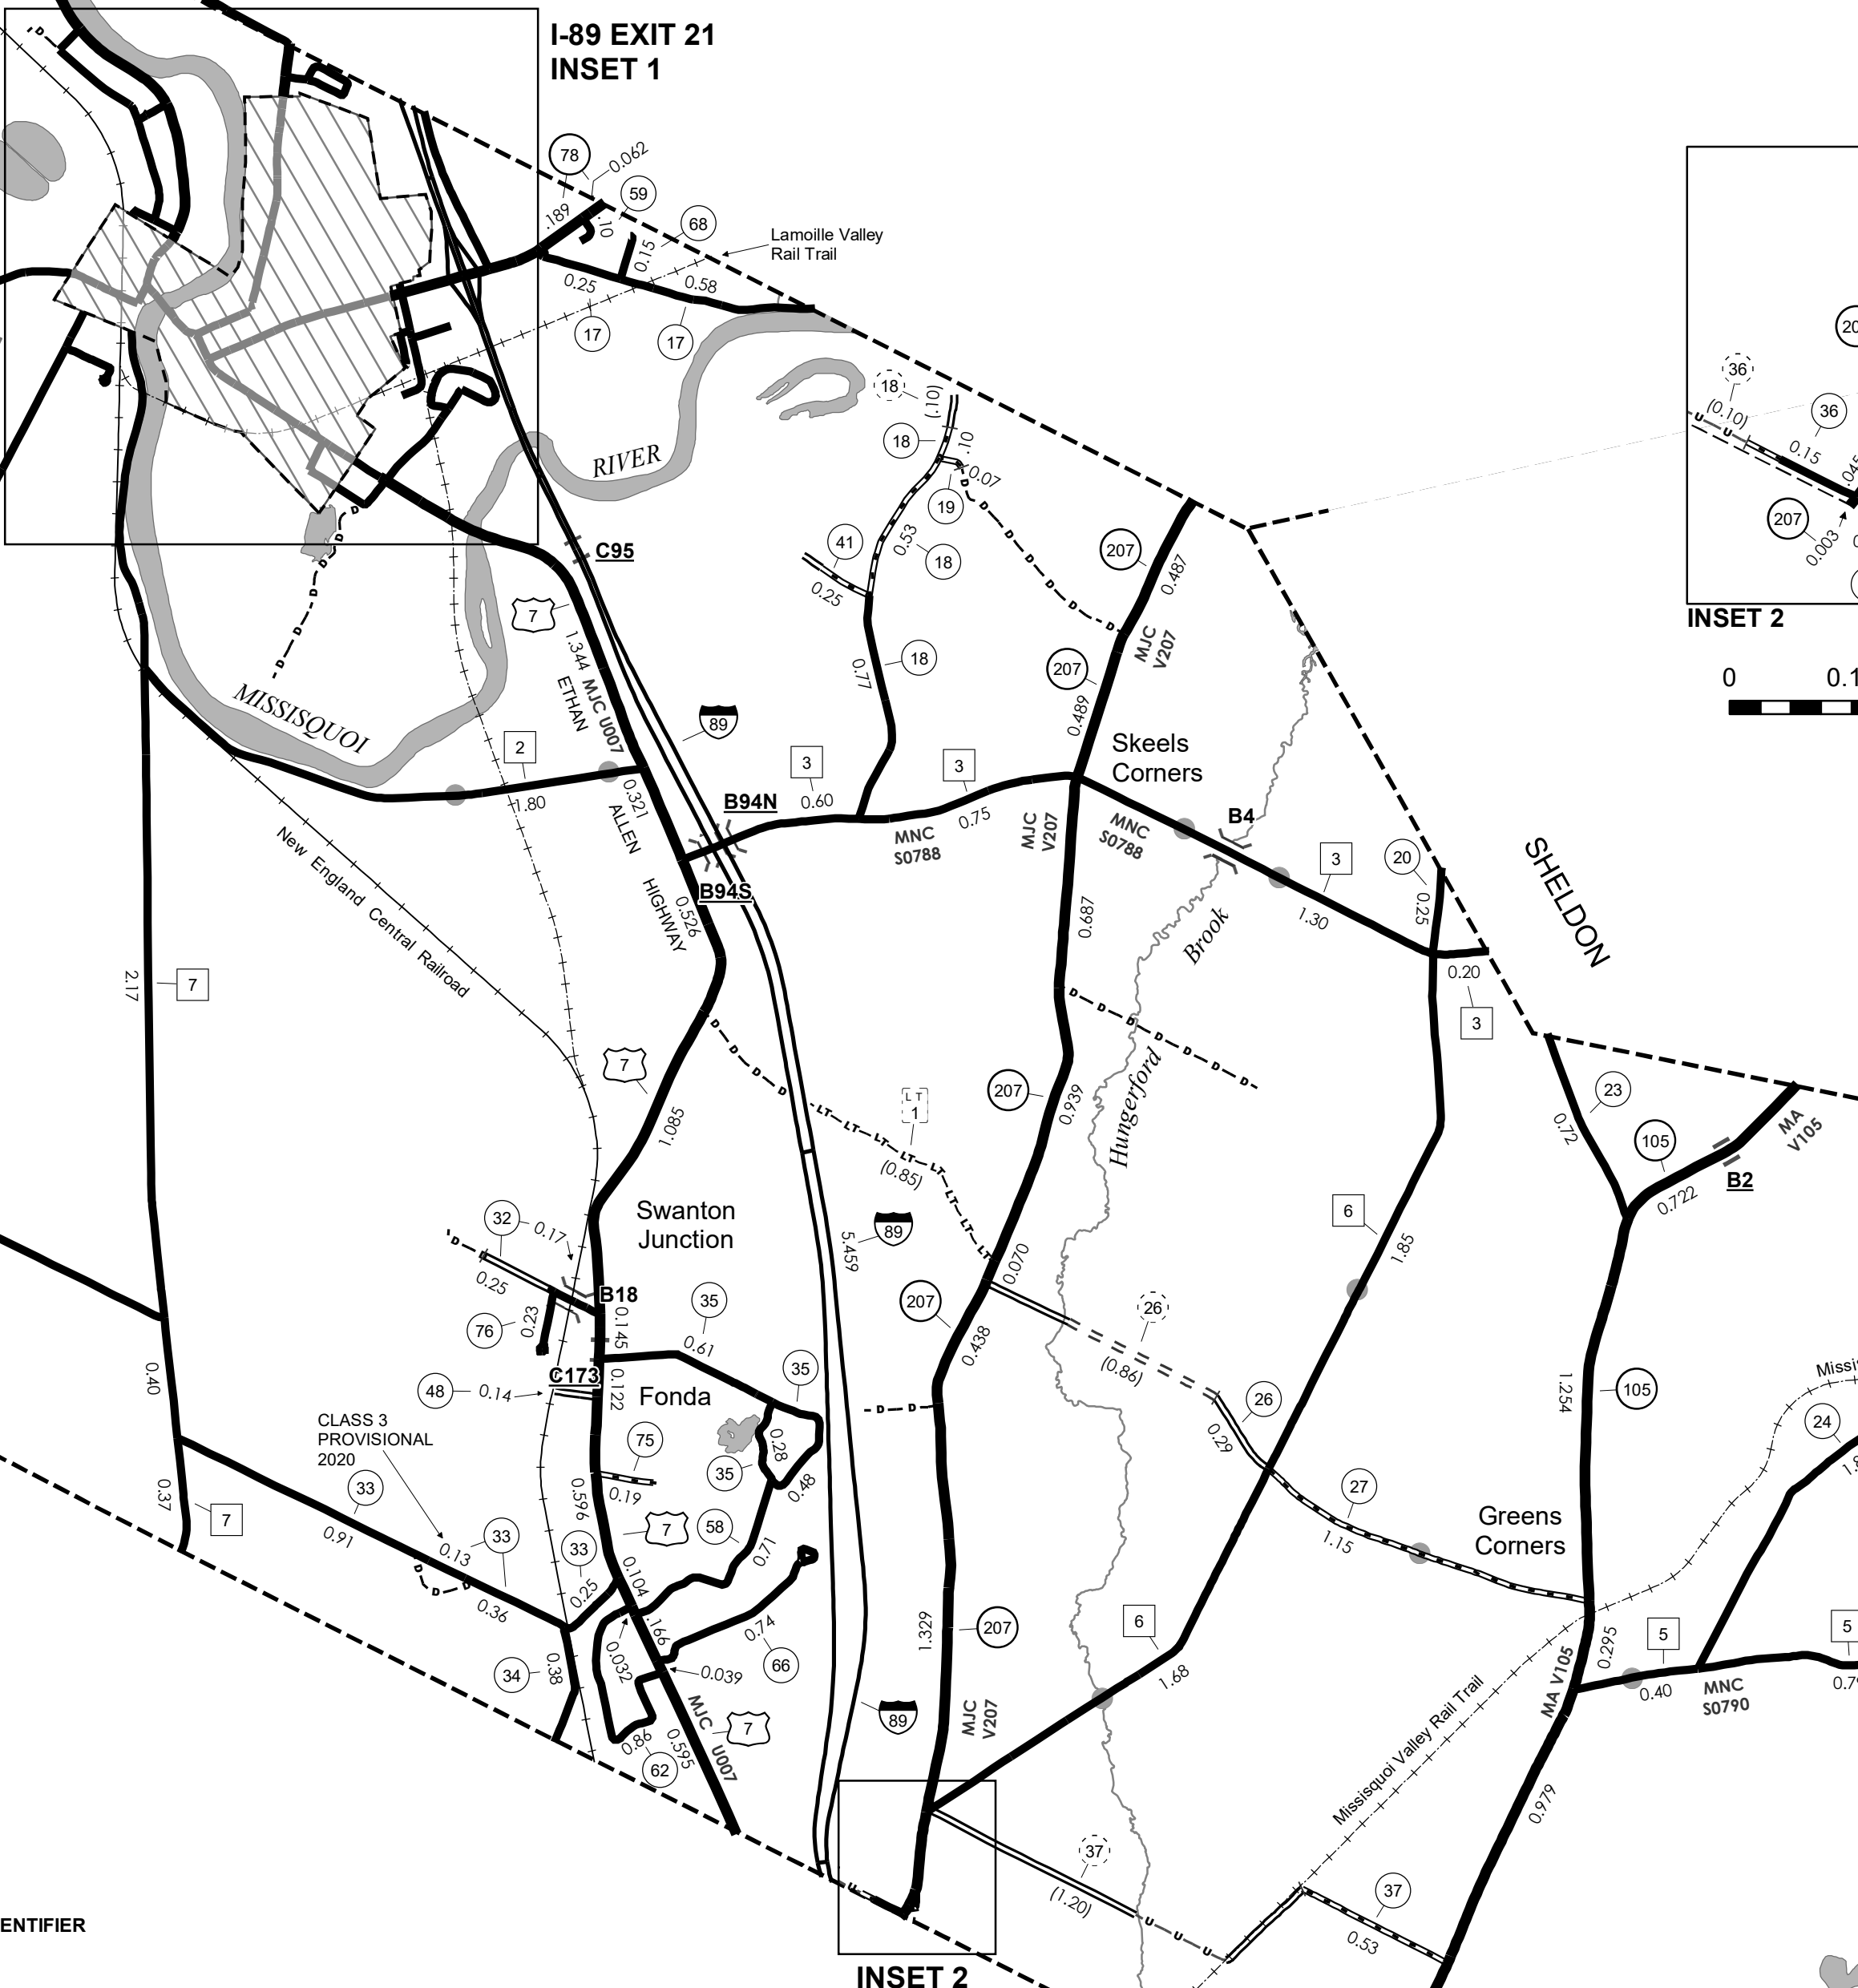 I-89 EXIT 21
INSET 1
D
78
0.062
59
.189
.10
68
0.15
Lamoille Valley
Rail Trail
0.25
0.58
17
17
RIVER
18
(.10)
18
.10
0.07
19
0.53
18
41
0.25
36
(0.10)
U
U
36
0.15
207
0.003
INSET 2
0
0.1
D
D
D
D
D
D
D
D
D
D
C95
7
1.344
MJC U007
ETHAN
207
0.487
MJC
V207
207
0.489
18
0.77
MISSISQUOI
89
2
1.80
0.321
ALLEN
B94N
3
0.60
3
0.75
MNC
S0788
Skeels
Corners
MJC
V207
MNC
S0788
B4
3
1.30
20
0.25
SHELDON
New England Central Railroad
B94S
0.526
HIGHWAY
0.687
Brook
0.20
3
2.17
7
D
D
D
D
D
D
D
D
D
D
D
7
1.085
LT
1
LT
LT
LT
LT
LT
LT
LT
LT
(0.85)
207
0.939
Hungerford
23
0.72
105
MA
V105
B2
0.722
32
0.17
D
Swanton
Junction
89
5.459
6
1.85
0.25
B18
0.070
76
0.23
0.145
35
0.61
207
0.438
26
(0.86)
0.40
C173
48
0.14
0.122
Fonda
35
D
D
26
0.29
105
1.254
24
CLASS 3
PROVISIONAL
2020
75
0.28
35
0.48
0.19
33
0.37
7
0.91
0.596
7
58
0.71
27
1.15
Greens
Corners
33
0.13
33
D
D
D
0.36
0.25
0.104
.166
0.74
66
1.329
207
6
1.68
5
5
0.295
34
0.38
0.032
0.039
MJC
U007
7
0.595
0.86
62
89
MJC
V207
MA V105
0.40
MNC
S0790
Missisquoi Valley Rail Trail
0.979
37
(1.20)
U
U
U
U
37
0.53
ENTIFIER
INSET 2